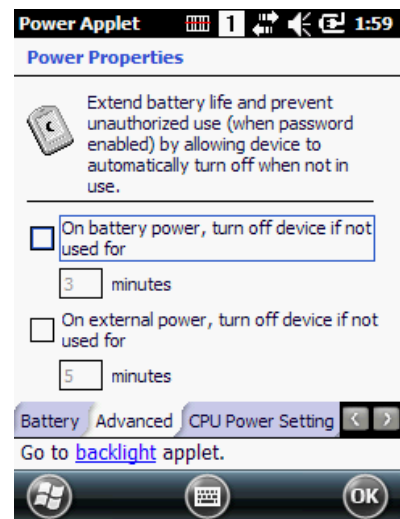 Power Applet 1 1:59
Power Properties
Extend battery life and prevent
unauthorized use (when password
enabled) by allowing device to
automatically turn off when not in
use.
On battery power, turn off device if not
used for
3 minutes
On external power, turn off device if not
used for
5 minutes
Battery Advanced CPU Power Setting
Go to backlight applet.
OK